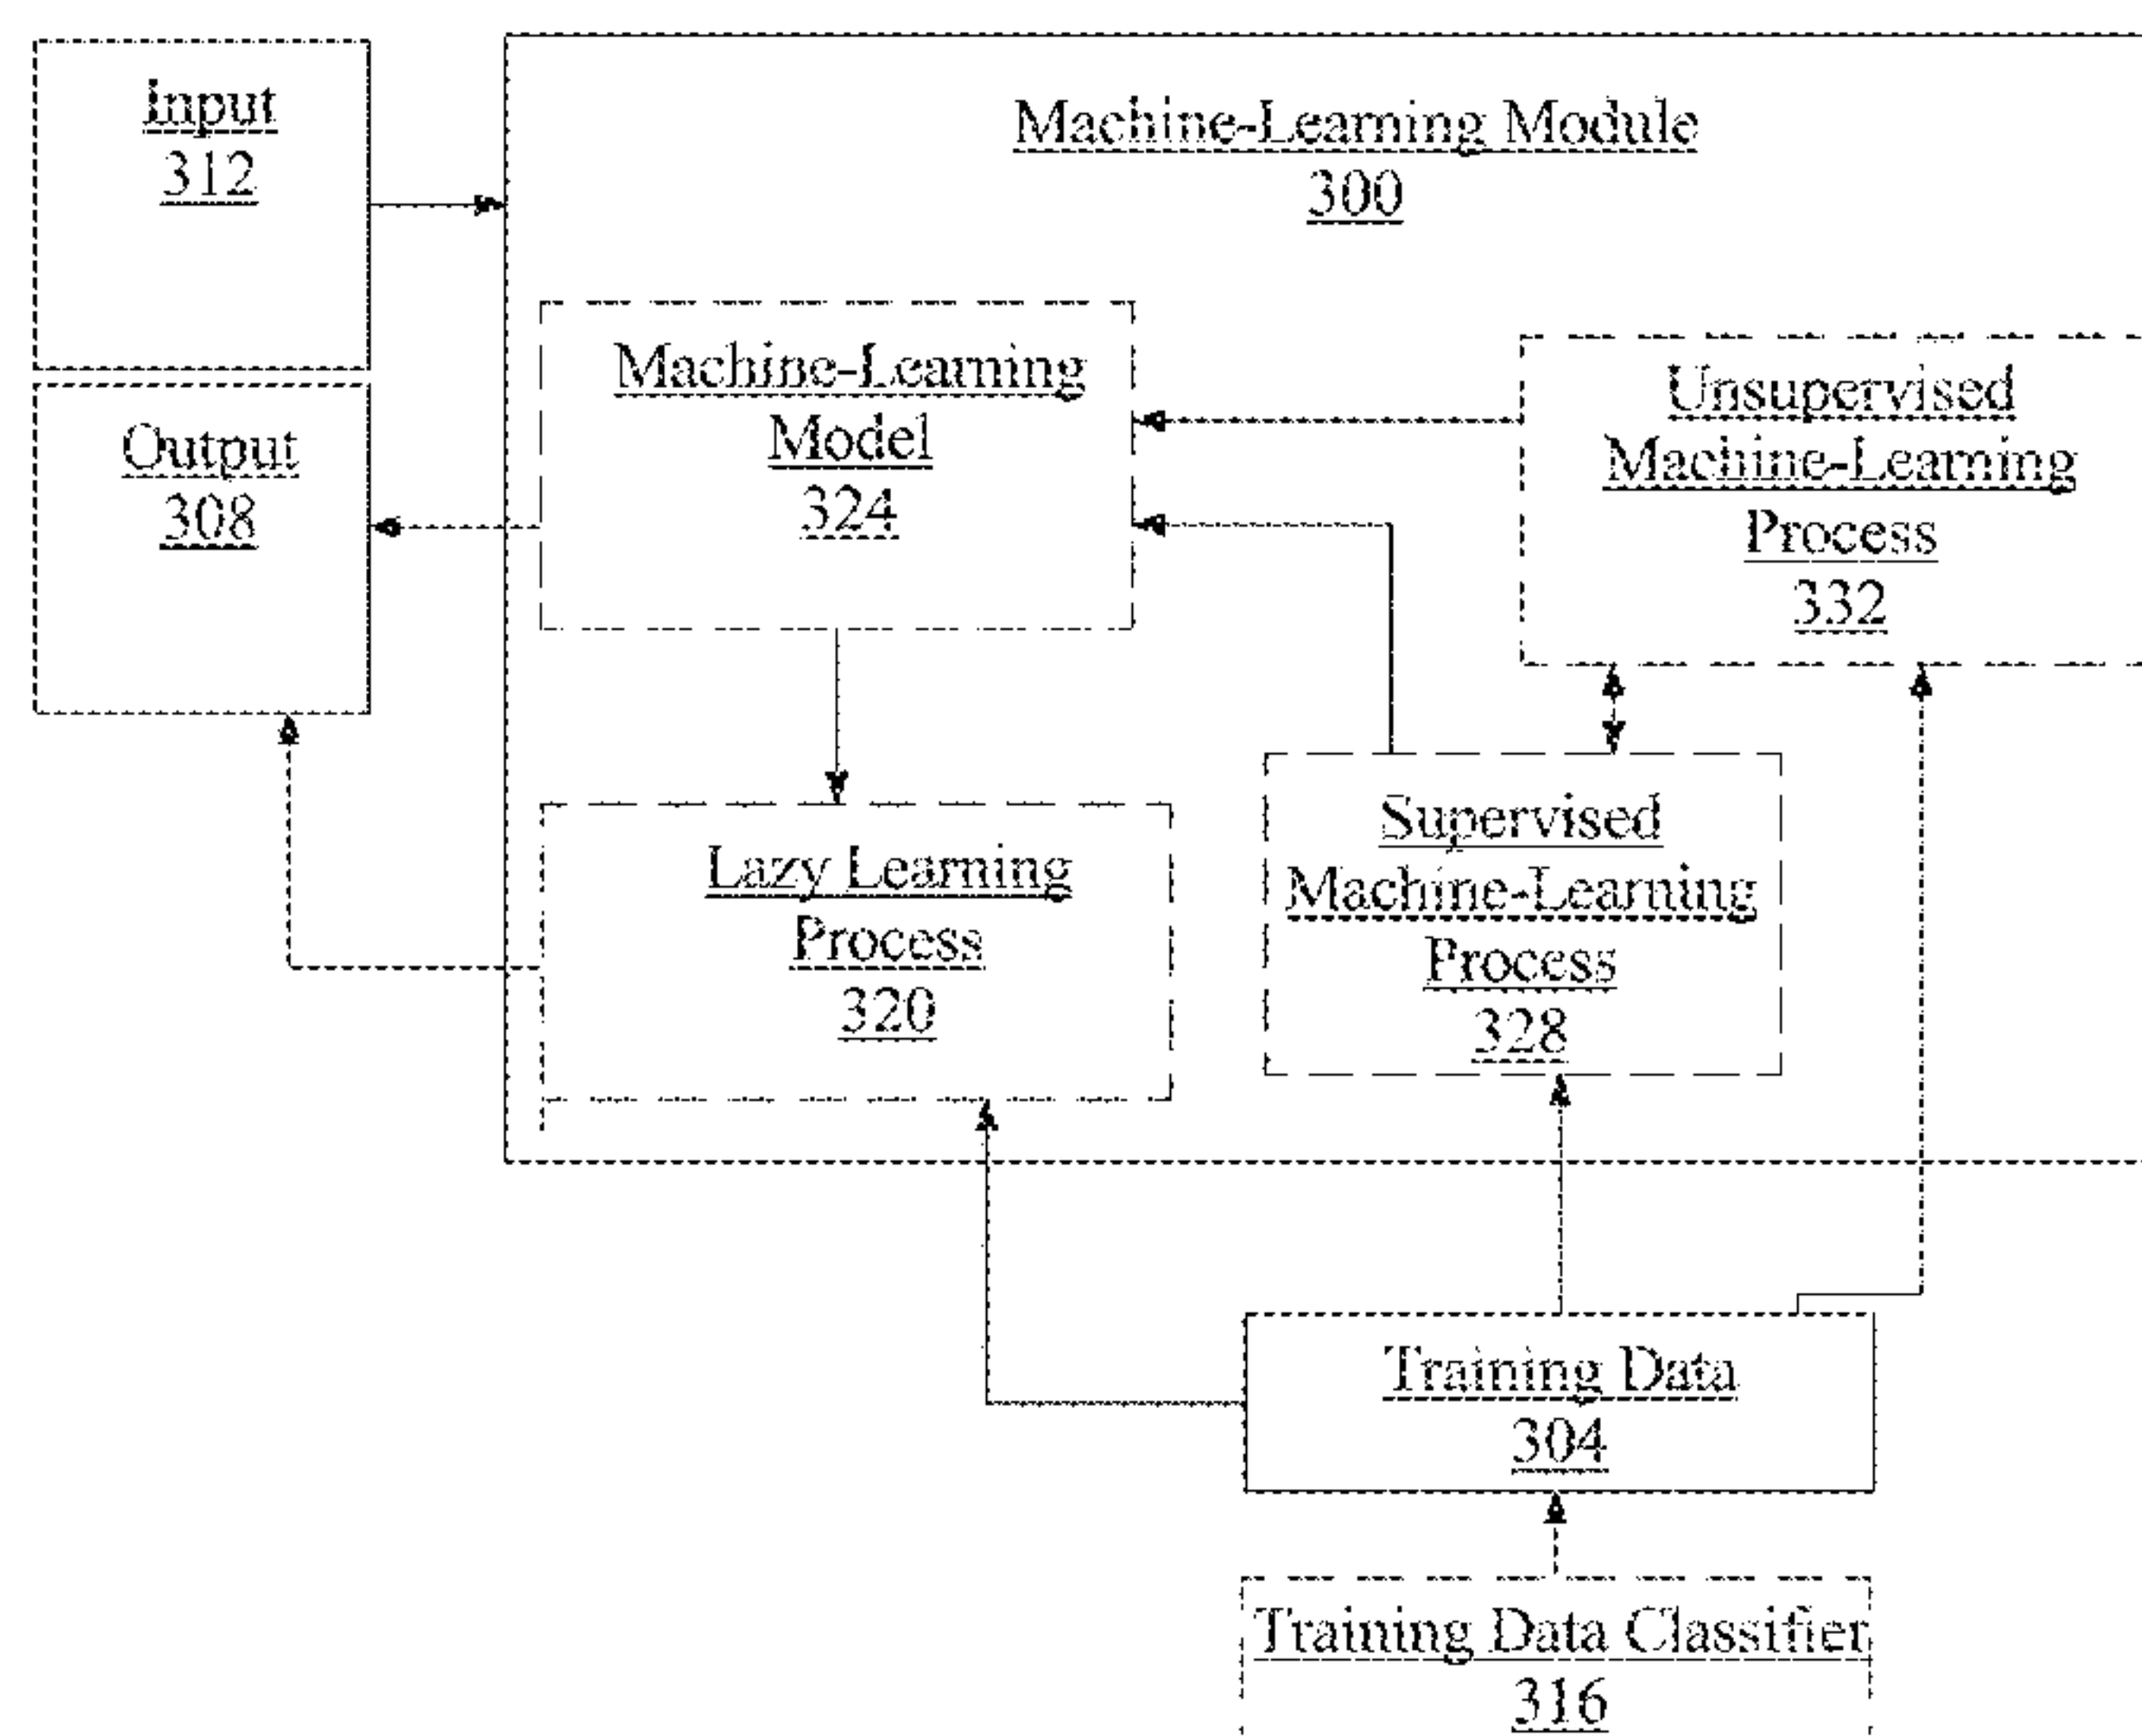 Input
312
Machine-Learning Module
300
Output
308
Machine-Learning
Model
324
Unsupervised
Machine-Learning
Process
332
Lazy Learning
Process
320
Supervised
Machine-Learning
Process
328
Training Data
304
Training Data Classifier
316